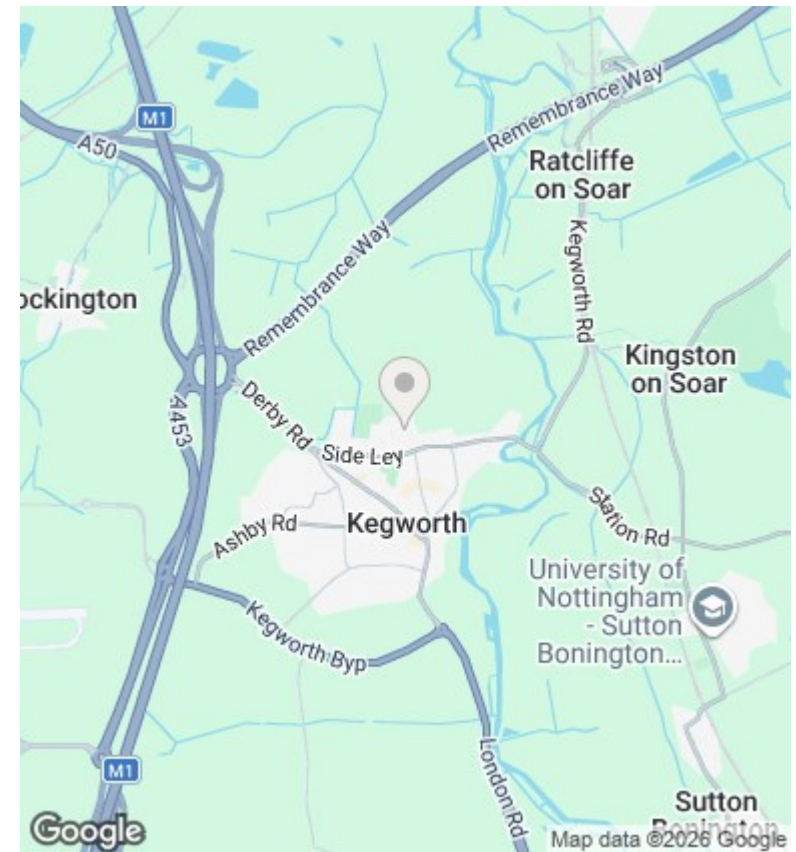 M1
A50
Remembrance Way
Ratcliffe
on Soar
Kegworth Rd
Remembrance Way
ockington
Kingston
on Soar
A453
Derby Rd
Side Ley
Ashby Rd
Kegworth
Station Rd
University of
Nottingham
- Sutton
Bonington...
Kegworth Byp
London Rd
M1
Sutton
Bonington
Google
Map data ©2026 Google